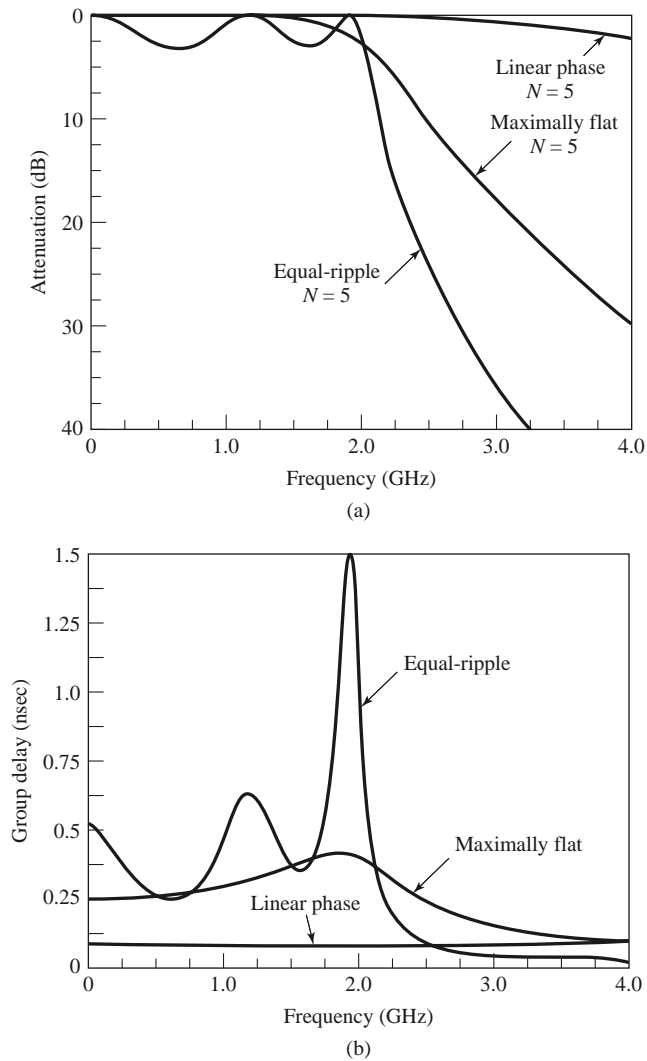 0
10
20
30
40
Attenuation (dB)
Linear phase
N = 5
Maximally flat
N = 5
Equal-ripple
N = 5
0 1.0 2.0 3.0 4.0
Frequency (GHz)
(a)
1.5
1.25
1.0
0.75
0.5
0.25
0
Group delay (nsec)
Equal-ripple
Maximally flat
Linear phase
0 1.0 2.0 3.0 4.0
Frequency (GHz)
(b)